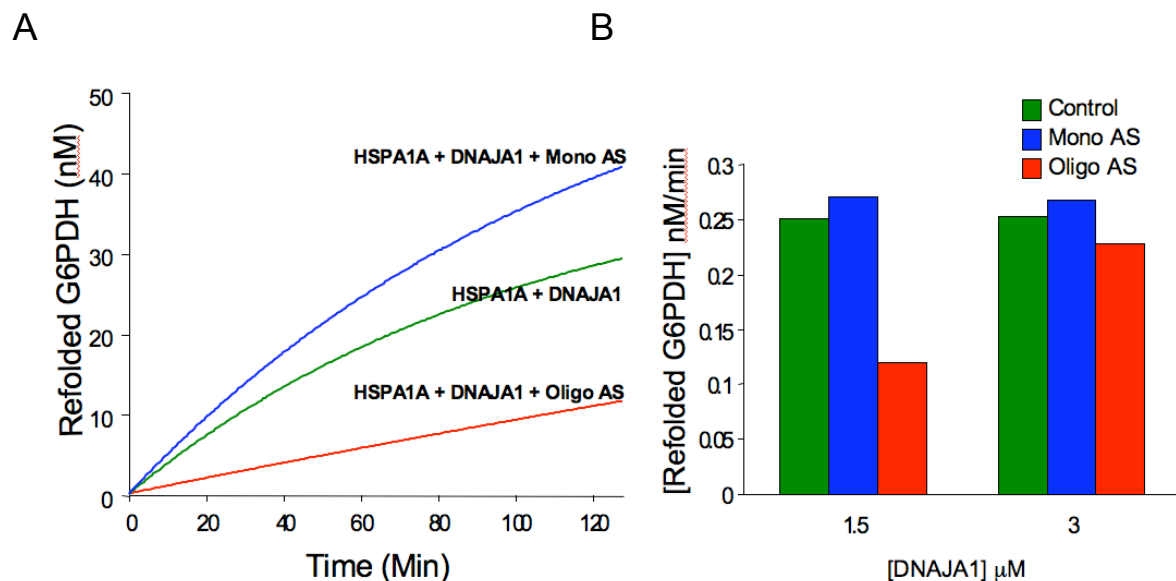 A
Refolded G6PDH (nM)
50
40
30
20
10
0
HSPA1A + DNAJA1 + Mono AS
HSPA1A + DNAJA1
HSPA1A + DNAJA1 + Oligo AS
0 20 40 60 80 100 120
Time (Min)
B
Control
Mono AS
Oligo AS
[Refolded G6PDH] nM/min
0.3
0.25
0.2
0.15
0.1
0.05
0
1.5 3
[DNAJA1] μM